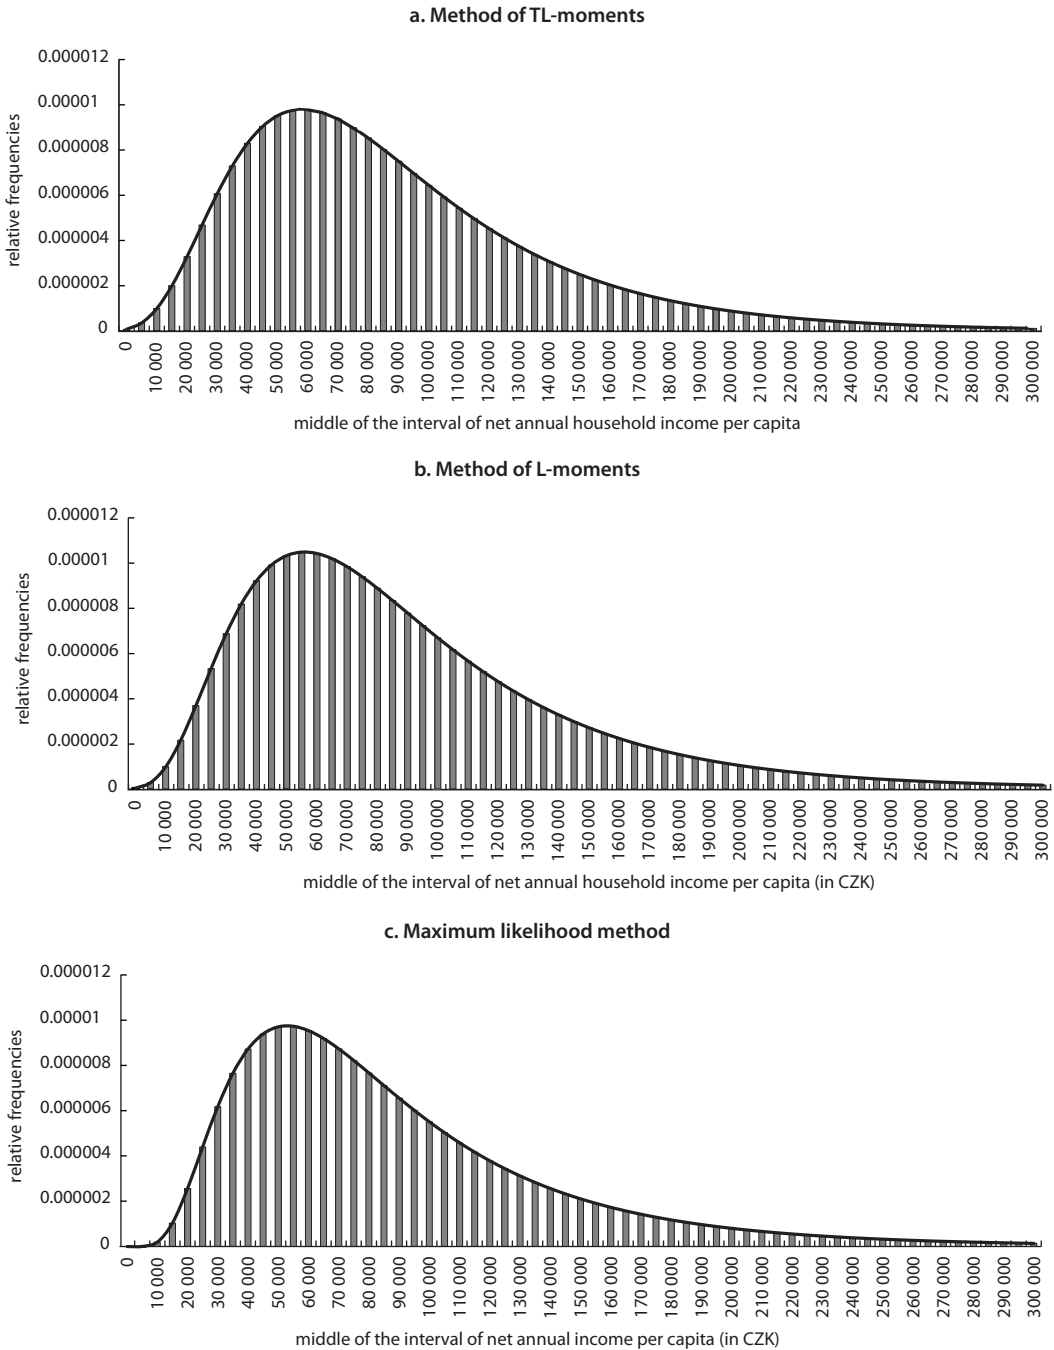 a. Method of TL-moments
relative frequencies
0.000012
0.00001
0.000008
0.000006
0.000004
0.000002
0
0 10 000 20 000 30 000 40 000 50 000 60 000 70 000 80 000 90 000 100 000 110 000 120 000 130 000 140 000 150 000 160 000 170 000 180 000 190 000 200 000 210 000 220 000 230 000 240 000 250 000 260 000 270 000 280 000 290 000 300 000
middle of the interval of net annual household income per capita
b. Method of L-moments
relative frequencies
0.000012
0.00001
0.000008
0.000006
0.000004
0.000002
0
0 10 000 20 000 30 000 40 000 50 000 60 000 70 000 80 000 90 000 100 000 110 000 120 000 130 000 140 000 150 000 160 000 170 000 180 000 190 000 200 000 210 000 220 000 230 000 240 000 250 000 260 000 270 000 280 000 290 000 300 000
middle of the interval of net annual household income per capita (in CZK)
c. Maximum likelihood method
relative frequencies
0.000012
0.00001
0.000008
0.000006
0.000004
0.000002
0
0 10 000 20 000 30 000 40 000 50 000 60 000 70 000 80 000 90 000 100 000 110 000 120 000 130 000 140 000 150 000 160 000 170 000 180 000 190 000 200 000 210 000 220 000 230 000 240 000 250 000 260 000 270 000 280 000 290 000 300 000
middle of the interval of net annual income per capita (in CZK)